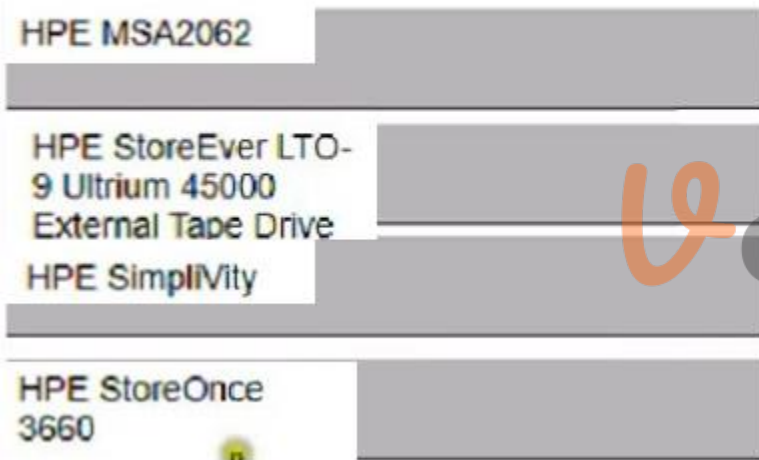 HPE MSA2062
HPE StoreEver LTO-
9 Ultrium 45000
External Tape Drive
HPE SimpliVity
HPE StoreOnce
3660